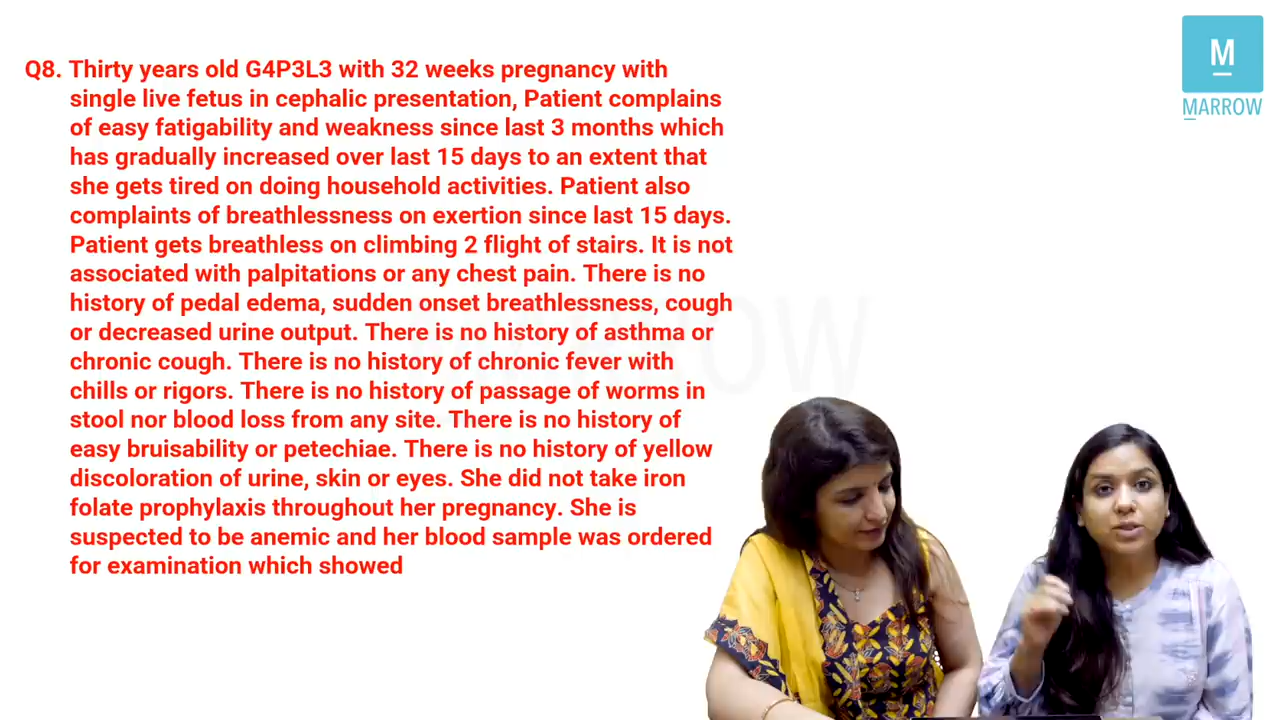 M
MARROW
Q8. Thirty years old G4P3L3 with 32 weeks pregnancy with
single live fetus in cephalic presentation, Patient complains
of easy fatigability and weakness since last 3 months which
has gradually increased over last 15 days to an extent that
she gets tired on doing household activities. Patient also
complaints of breathlessness on exertion since last 15 days.
Patient gets breathless on climbing 2 flight of stairs. It is not
associated with palpitations or any chest pain. There is no
history of pedal edema, sudden onset breathlessness, cough
or decreased urine output. There is no history of asthma or
chronic cough. There is no history of chronic fever with
chills or rigors. There is no history of passage of worms in
stool nor blood loss from any site. There is no history of
easy bruisability or petechiae. There is no history of yellow
discoloration of urine, skin or eyes. She did not take iron
folate prophylaxis throughout her pregnancy. She is
suspected to be anemic and her blood sample was ordered
for examination which showed